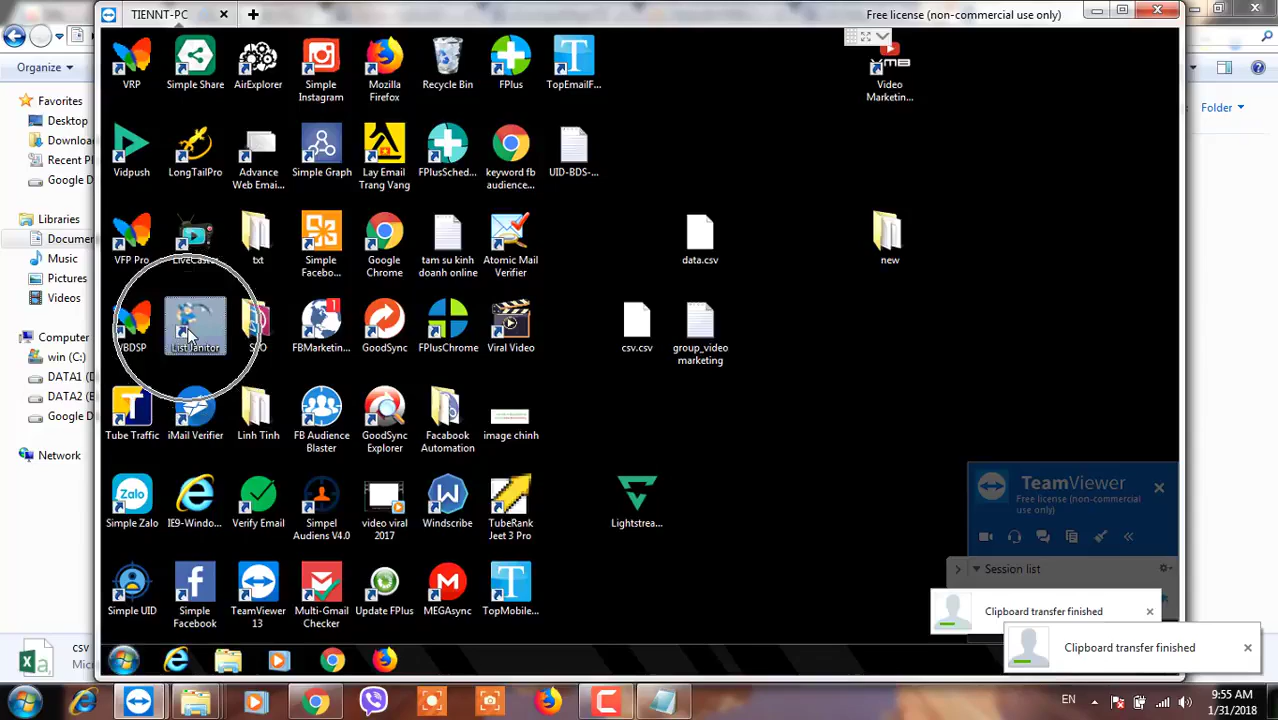 TIENNT-PC
Free license (non-commercial use only)
Organize
Favorites
Desktop
Recent P
Google D
Libraries
Music
Pictures
Videos
Computer
win (C:)
Google D
Network
Folder
VRP
Simple Share
AirExplorer
Simple
Instagram
Mozilla
Firefox
Recycle Bin
FPlus
TopEmailF...
Video
Marketin...
Vidpush
LongTailPro
Advance
Web Emai...
Simple Graph
Lay Email
Trang Vang
FPlusSched...
keyword fb
audience...
UID-BDS-...
VFP Pro
LiveCaster
txt
Simple
Facebo...
Google
Chrome
tam su kinh
doanh online
Atomic Mail
Verifier
data.csv
new
VBDSP
ListJanitor
FBMarketin...
GoodSync
FPlusChrome
Viral Video
csv.csv
group_video
marketing
Tube Traffic
iMail Verifier
Linh Tinh
FB Audience
Blaster
GoodSync
Explorer
Facabook
Automation
image chinh
Zalo
Simple Zalo
IE9-Windo...
Verify Email
Simpel
Audiens V4.0
video viral
2017
Windscribe
TubeRank
Jeet 3 Pro
Lightstrea...
Simple UID
Simple
Facebook
TeamViewer
13
Multi-Gmail
Checker
Update FPlus
MEGAsync
TopMobile...
TeamViewer
Free license (non-commercial
use only)
Session list
Clipboard transfer finished
Clipboard transfer finished
csv
EN
9:55 AM
1/31/2018